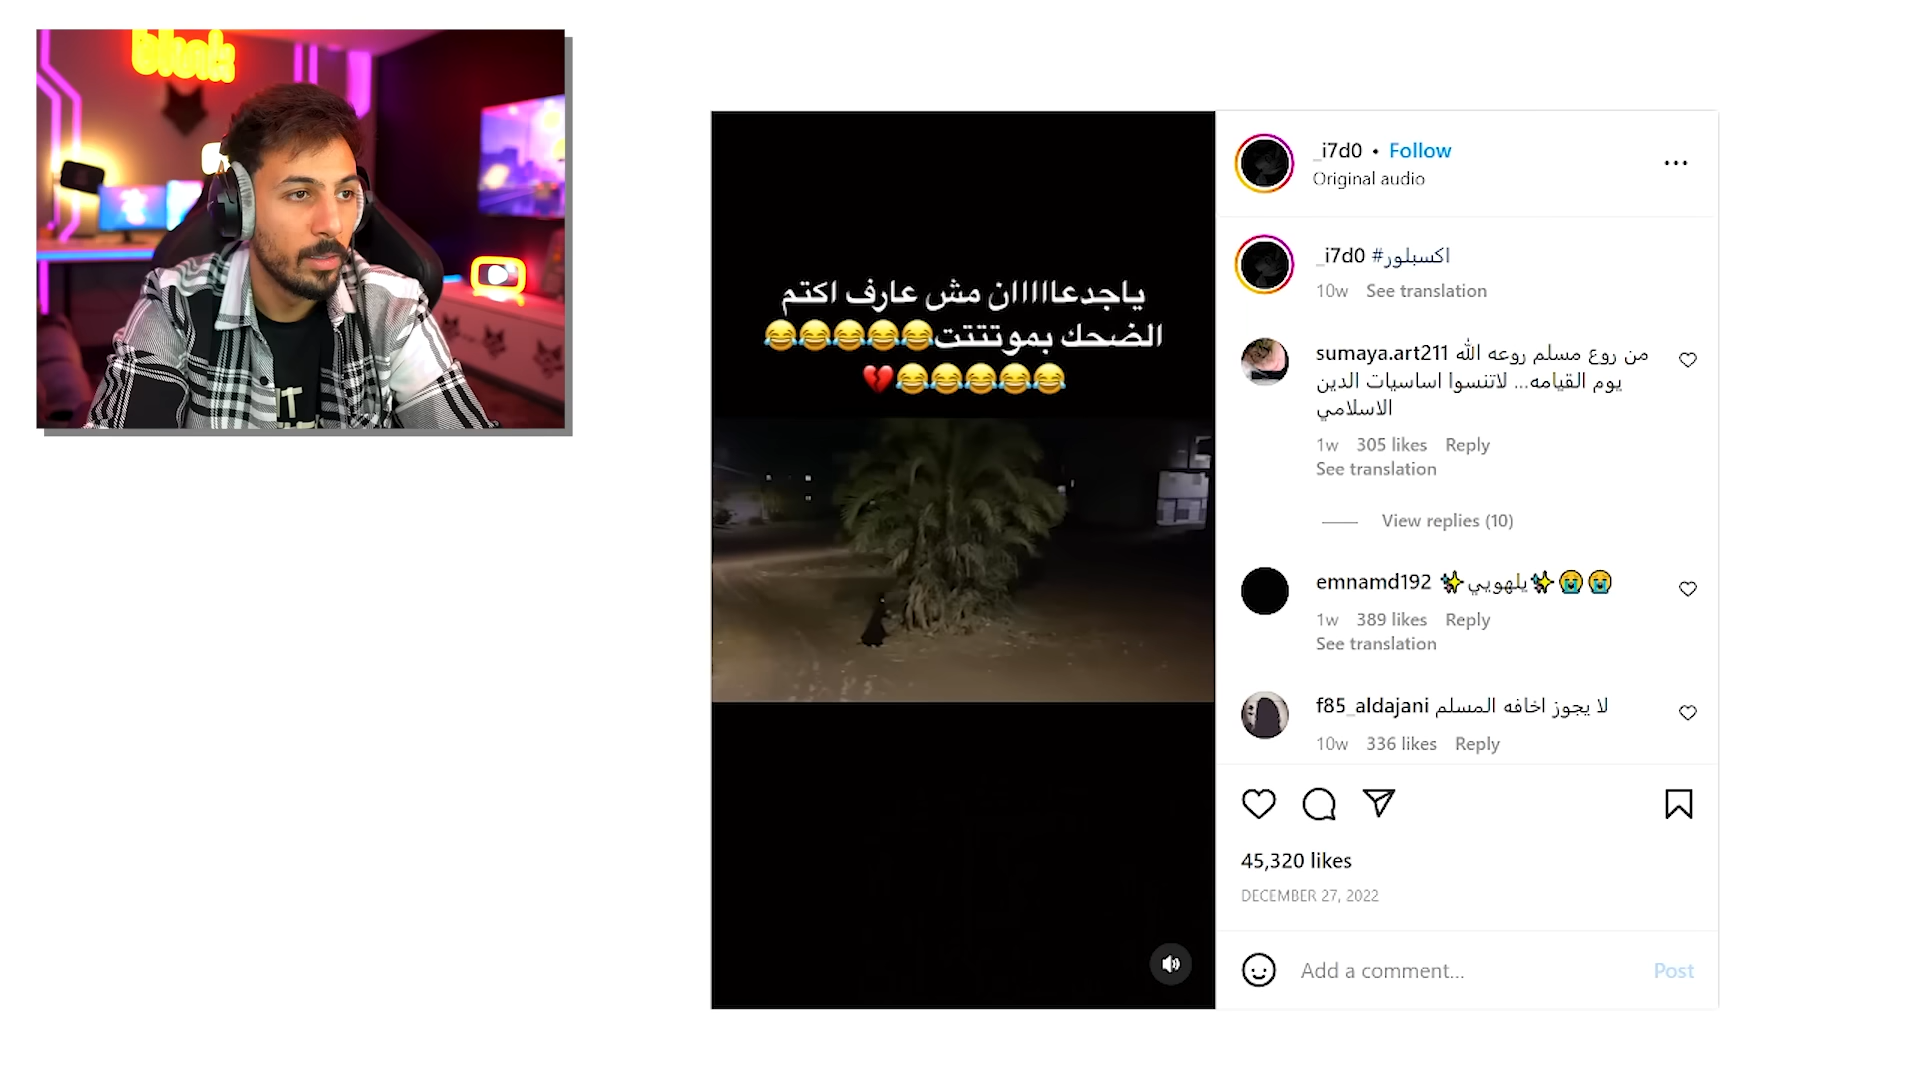 _i7d0 • Follow
Original audio
ياجدعااااان مش عارف اكتم
الضحك بموتتتت😂😂😂😂😂
😂😂😂😂😂💔
_i7d0 #اكسبلور
10w See translation
sumaya.art211 من روع مسلم روعه الله
يوم القيامه... لاتنسوا اساسيات الدين
الاسلامي
1w 305 likes Reply
See translation
View replies (10)
emnamd192 ✨يلهويي✨😭😭
1w 389 likes Reply
See translation
f85_aldajani لا يجوز اخافه المسلم
10w 336 likes Reply
45,320 likes
DECEMBER 27, 2022
Add a comment...
Post